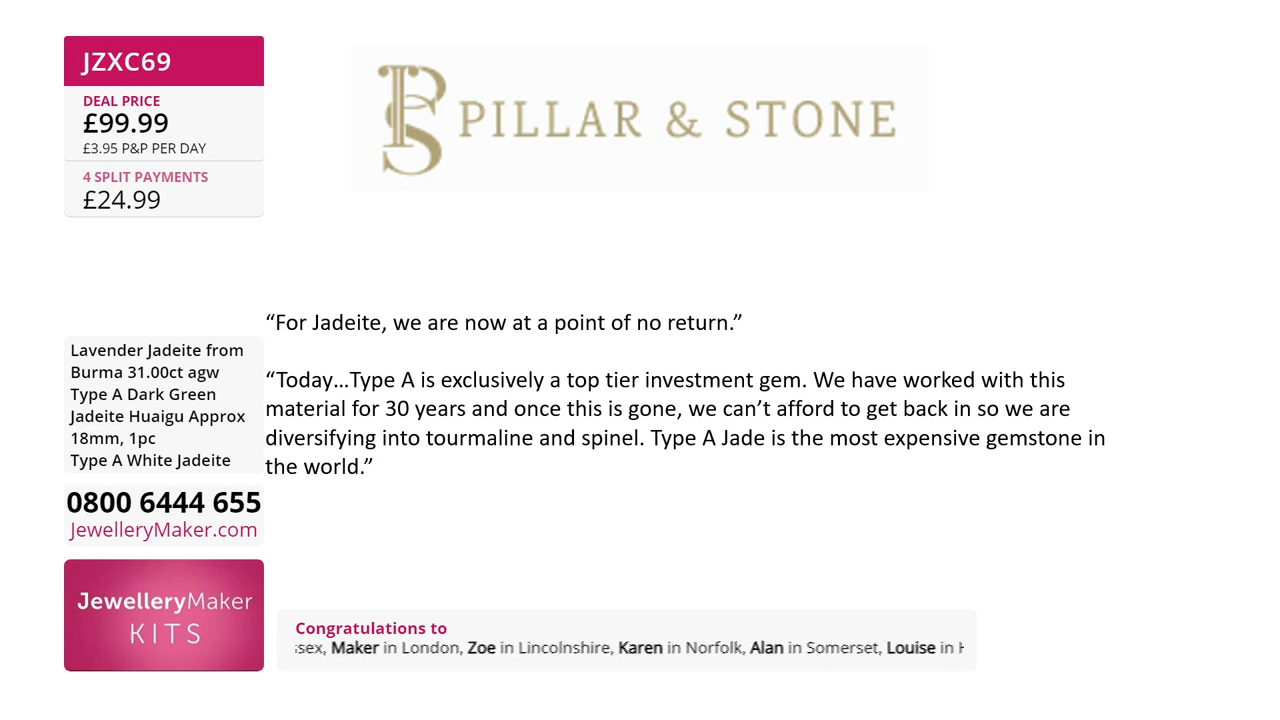 JZXC69
DEAL PRICE
£99.99
£3.95 P&P PER DAY
4 SPLIT PAYMENTS
£24.99
PILLAR & STONE
“For Jadeite, we are now at a point of no return.”
“Today…Type A is exclusively a top tier investment gem. We have worked with this
material for 30 years and once this is gone, we can’t afford to get back in so we are
diversifying into tourmaline and spinel. Type A Jade is the most expensive gemstone in
the world.”
Lavender Jadeite from
Burma 31.00ct agw
Type A Dark Green
Jadeite Huaigu Approx
18mm, 1pc
Type A White Jadeite
0800 6444 655
JewelleryMaker.com
JewelleryMaker
KITS
Congratulations to
ssex, Maker in London, Zoe in Lincolnshire, Karen in Norfolk, Alan in Somerset, Louise in